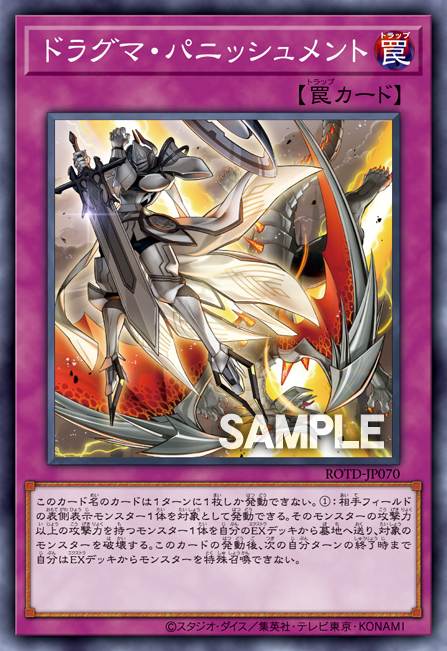 ドラグマ・パニッシュメント 罠
トラップ
トラップ
【罠カード】
SAMPLE
ROTD-JP070
このカード名のカードは1ターンに1枚しか発動できない。①：相手フィールド
の表側表示モンスター1体を対象として発動できる。そのモンスターの攻撃力
以上の攻撃力を持つモンスター1体を自分のEXデッキから墓地へ送り、対象の
モンスターを破壊する。このカードの発動後、次の自分ターンの終了時まで
自分はEXデッキからモンスターを特殊召喚できない。
©スタジオ・ダイス／集英社・テレビ東京・KONAMI